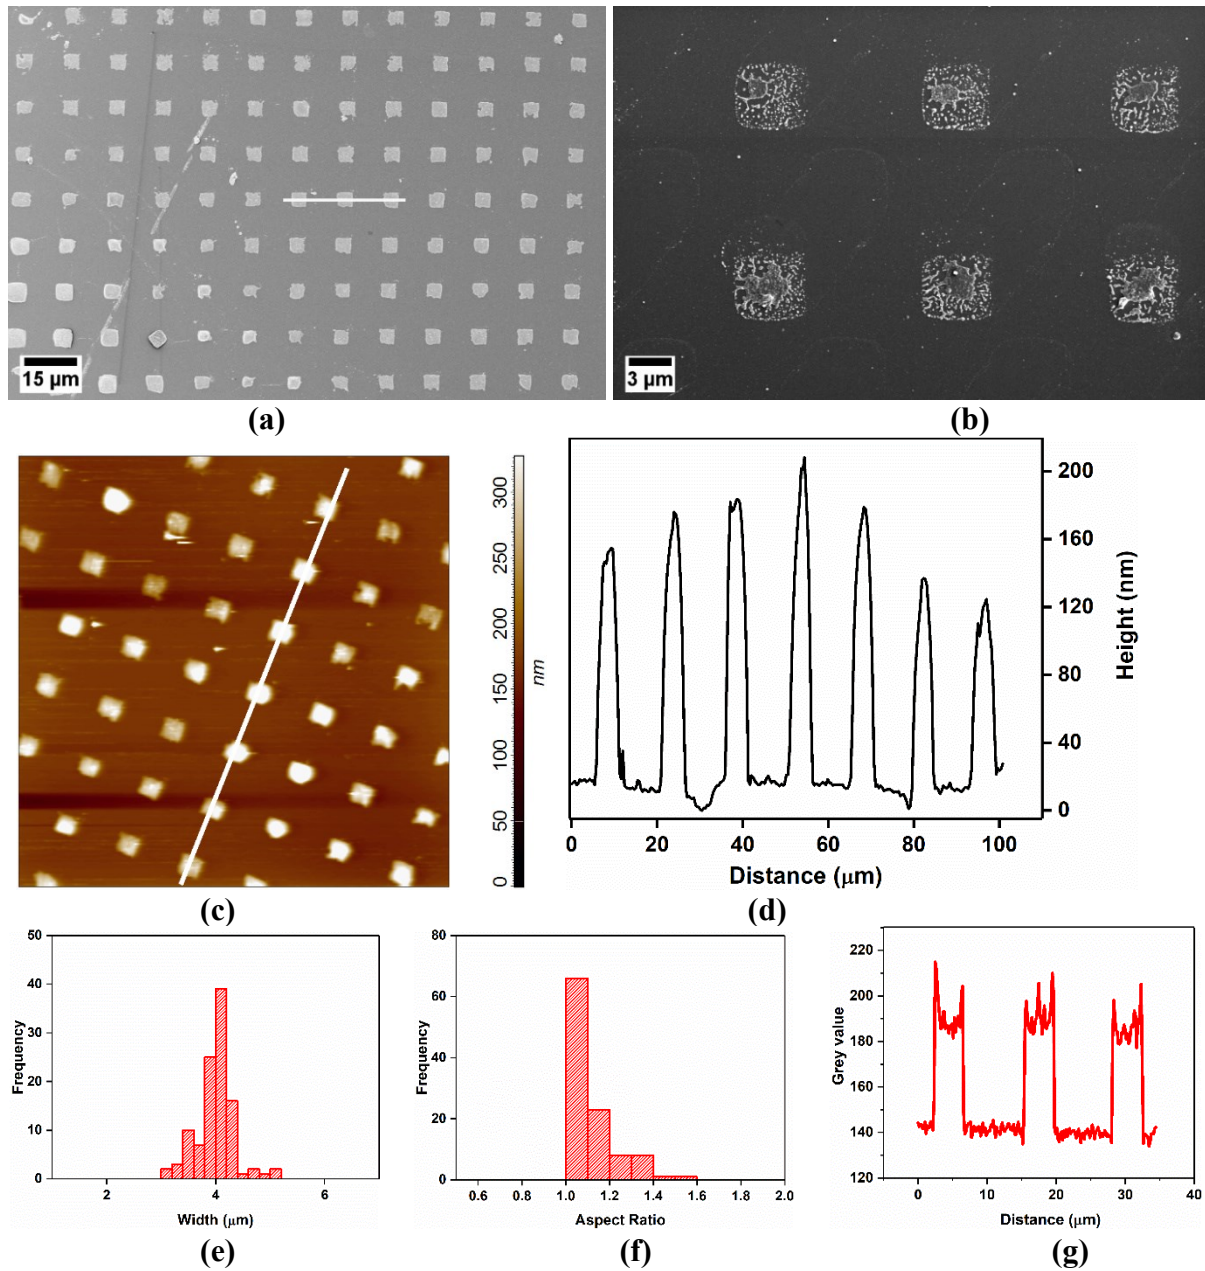 15 µm
3 µm
(a)
(b)
300
250
200
150
100
50
0
nm
200
160
120
80
40
0
Height (nm)
0
20
40
60
80
100
Distance (µm)
(c)
(d)
50
40
30
20
10
0
Frequency
2
4
6
Width (µm)
80
60
40
20
0
Frequency
0.6
0.8
1.0
1.2
1.4
1.6
1.8
2.0
Aspect Ratio
220
200
180
160
140
120
Grey value
0
10
20
30
40
Distance (µm)
(e)
(f)
(g)